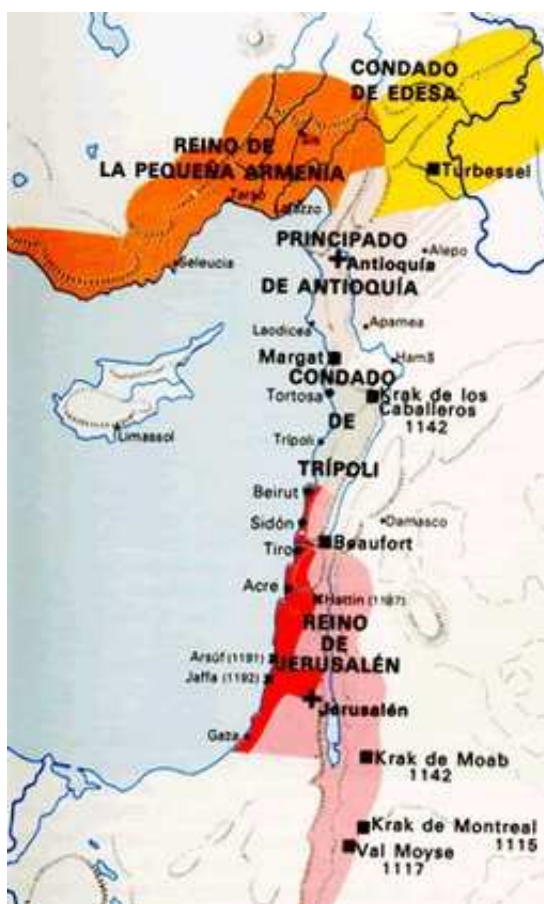 CONDADO
DE EDESA
REINO DE
LA PEQUEÑA ARMENIA
Sis
Turbessel
Tarso
Lazzo
PRINCIPADO
Alepo
Seleucia
Antioquía
DE ANTIOQUÍA
Laodicea
Apamea
Margat
Hamã
CONDADO
Tortosa
Krak de los
Caballeros
1142
DE
Limassol
Trípoli
TRÍPOLI
Beirut
Sidón
Damasco
Tiro
Beaufort
Acre
Hattin (1187)
REINO
DE
Arsúf (1191)
JERUSALÉN
Jaffa (1192)
Jerusalén
Gaza
Krak de Moab
1142
Krak de Montreal
1115
Val Moyse
1117